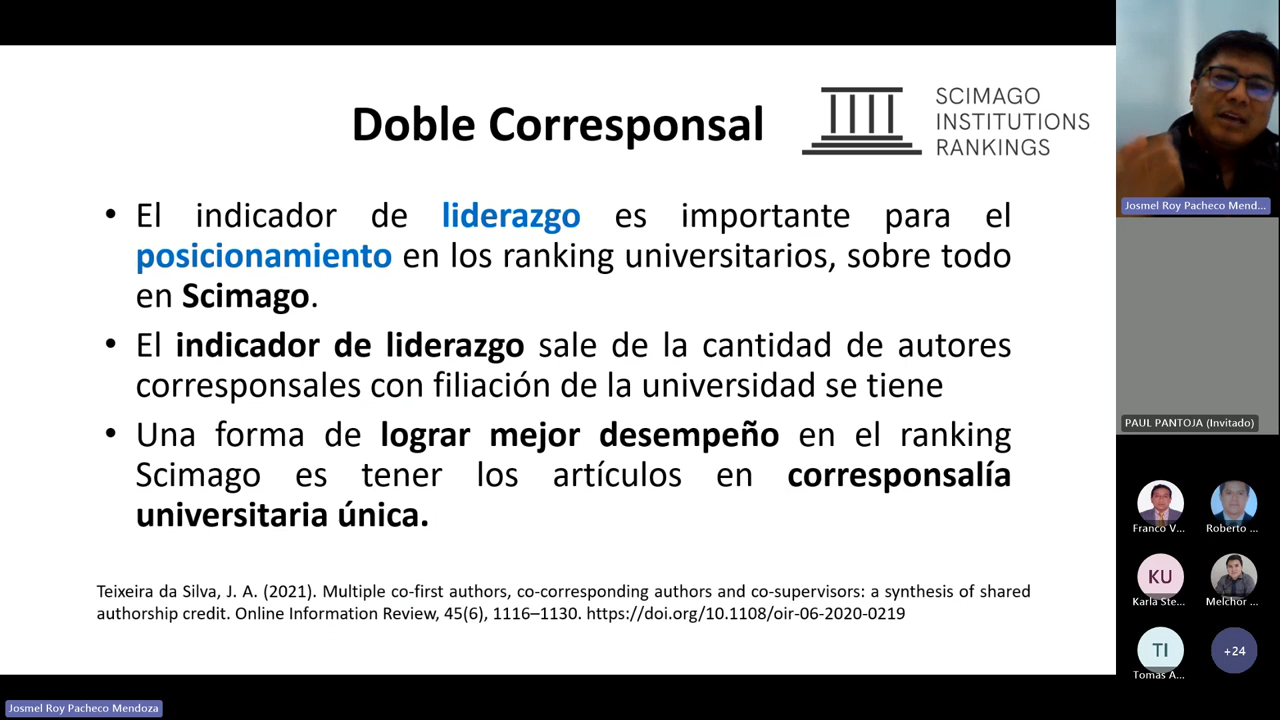 Doble Corresponsal
SCIMAGO
INSTITUTIONS
RANKINGS
• El indicador de liderazgo es importante para el
posicionamiento en los ranking universitarios, sobre todo
en Scimago.
• El indicador de liderazgo sale de la cantidad de autores
corresponsales con filiación de la universidad se tiene
• Una forma de lograr mejor desempeño en el ranking
Scimago es tener los artículos en corresponsalía
universitaria única.
Teixeira da Silva, J. A. (2021). Multiple co-first authors, co-corresponding authors and co-supervisors: a synthesis of shared
authorship credit. Online Information Review, 45(6), 1116–1130. https://doi.org/10.1108/oir-06-2020-0219
Josmel Roy Pacheco Mend...
PAUL PANTOJA (Invitado)
Franco V...
Roberto ...
KU
Karla Ste...
Melchor ...
TI
Tomas A...
+24
Josmel Roy Pacheco Mendoza